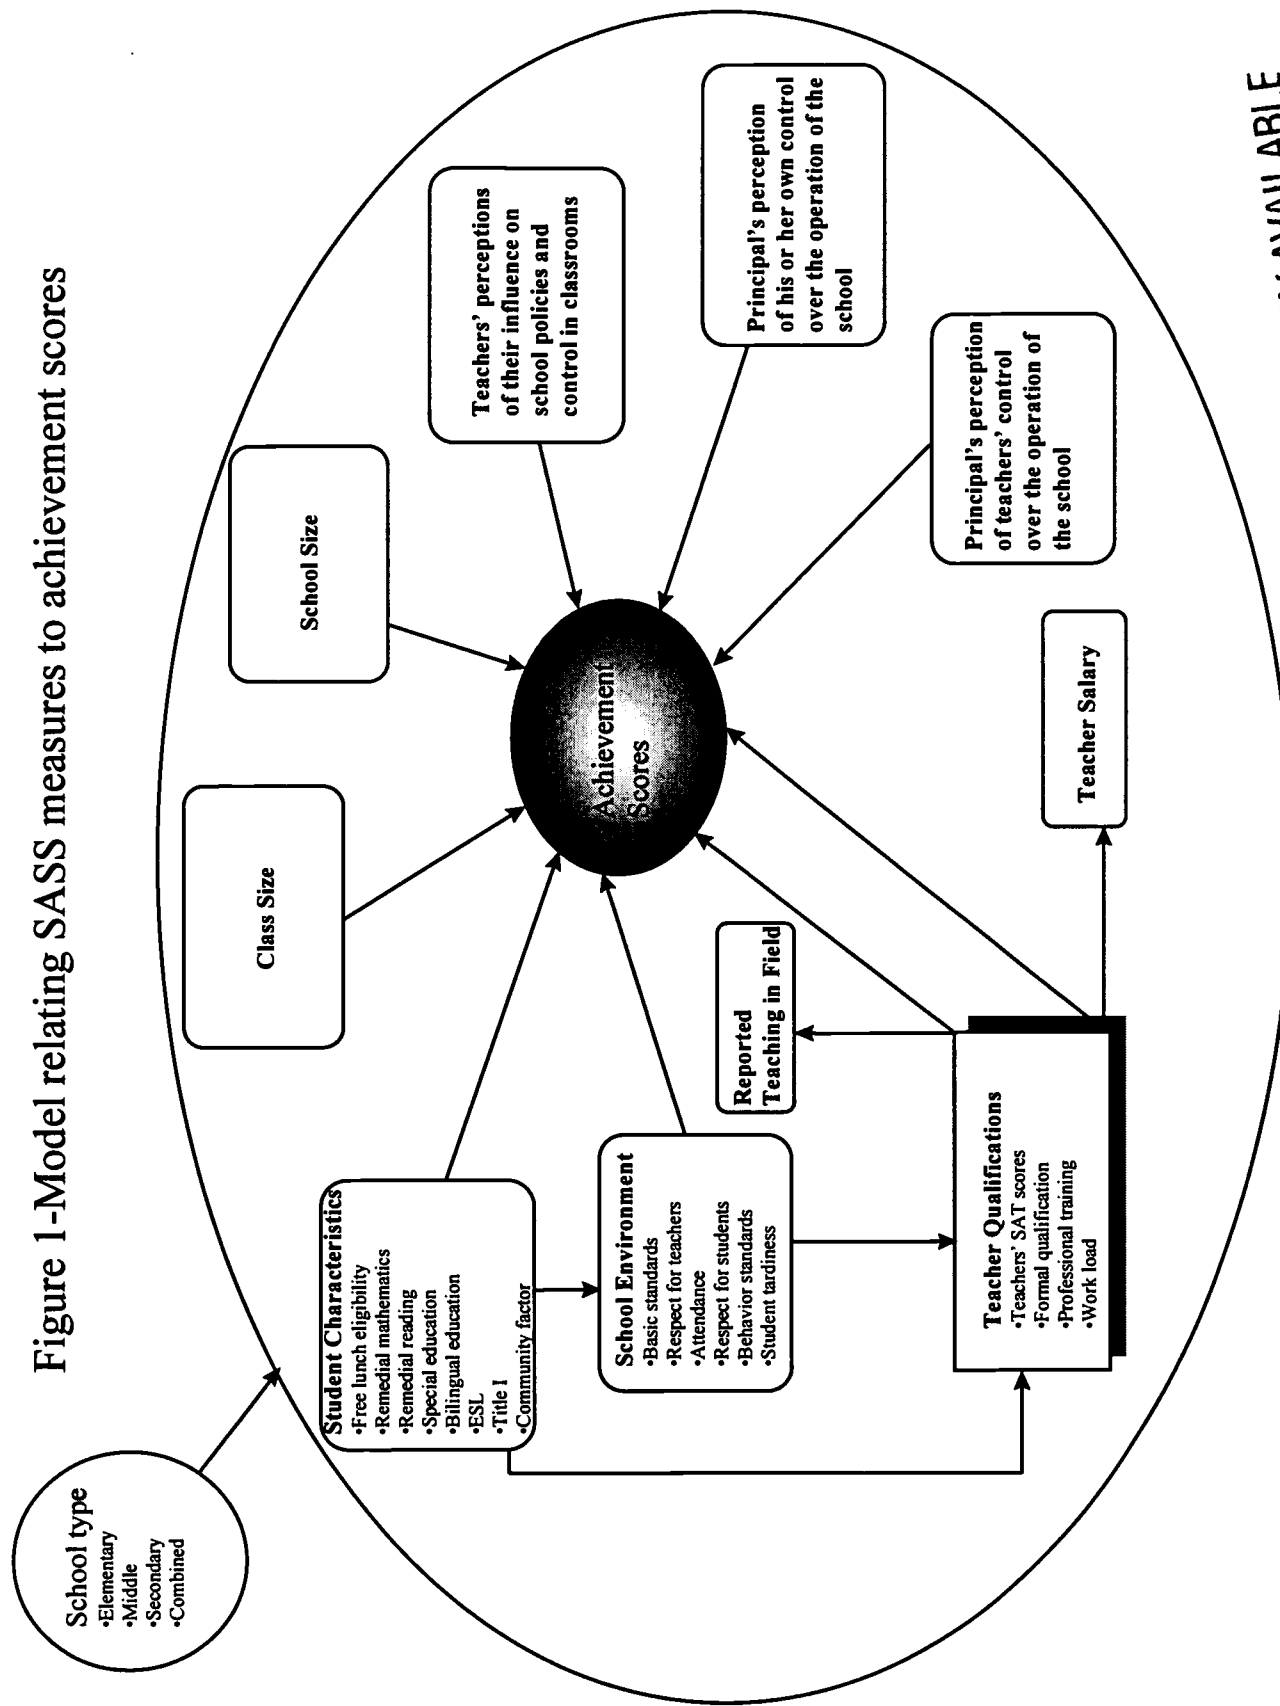 Figure 1-Model relating SASS measures to achievement scores
School type
•Elementary
•Middle
•Secondary
•Combined
Class Size
School Size
Student Characteristics
•Free lunch eligibility
•Remedial mathematics
•Remedial reading
•Special education
•Bilingual education
•ESL
•Title I
•Community factor
Teachers' perceptions
of their influence on
school policies and
control in classrooms
Achievement
Scores
School Environment
•Basic standards
•Respect for teachers
•Attendance
•Respect for students
•Behavior standards
•Student tardiness
Principal's perception
of his or her own control
over the operation of the
school
Reported
Teaching in Field
Principal's perception
of teachers' control
over the operation of
the school
Teacher Qualifications
•Teachers' SAT scores
•Formal qualification
•Professional training
•Work load
Teacher Salary
AVAILABLE